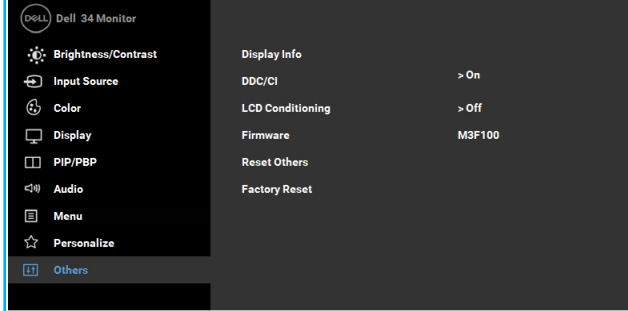 DELL Dell 34 Monitor
Brightness/Contrast Display Info
Input Source DDC/CI > On
Color LCD Conditioning > Off
Display Firmware M3F100
PIP/PBP Reset Others
Audio Factory Reset
Menu
Personalize
Others